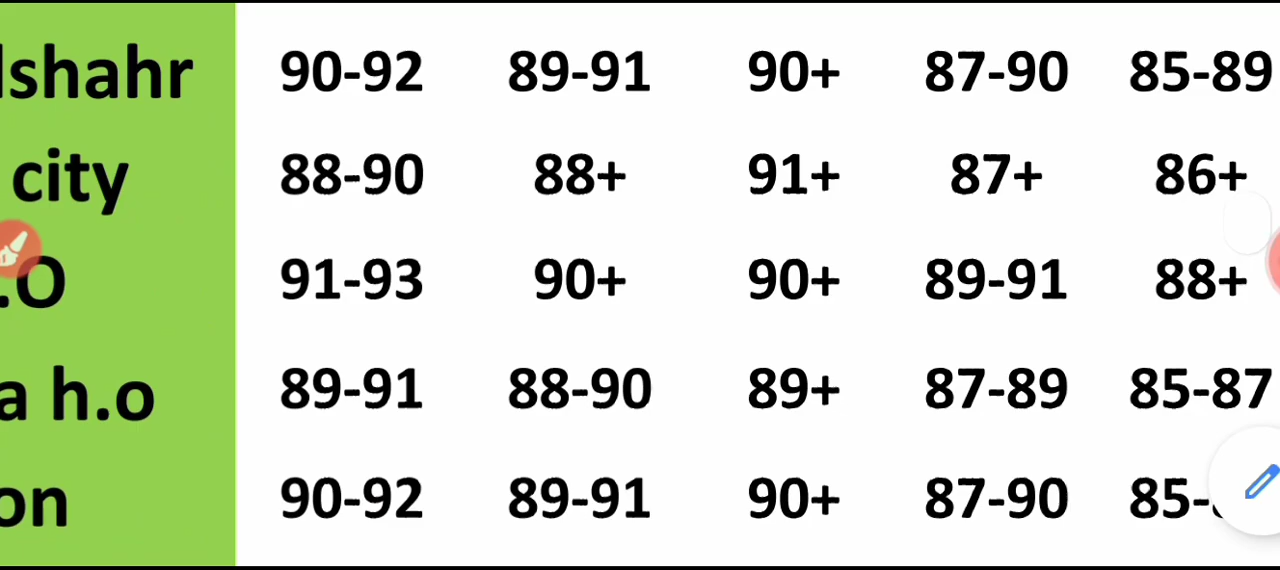 lshahr 90-92 89-91 90+ 87-90 85-89
city 88-90 88+ 91+ 87+ 86+
.O 91-93 90+ 90+ 89-91 88+
a h.o 89-91 88-90 89+ 87-89 85-87
on 90-92 89-91 90+ 87-90 85-